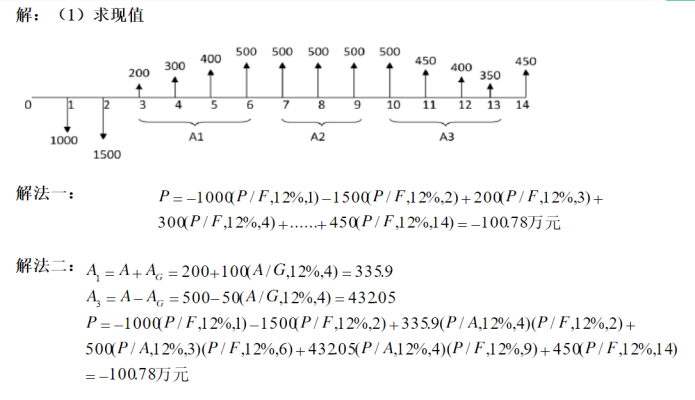 解：（1）求现值
200 300 400 500 500 500 500 500 450 400 350 450
0 1 2 3 4 5 6 7 8 9 10 11 12 13 14
1000 A1 A2 A3
1500
解法一： P = −1000(P / F,12%,1)−1500(P / F,12%,2)+200(P / F,12%,3)+
300(P / F,12%,4)+……+450(P / F,12%,14)=−100.78万元
解法二： A₁ = A + A_G = 200+100(A / G,12%,4)=335.9
A₃ = A − A_G = 500−50(A / G,12%,4)=432.05
P = −1000(P / F,12%,1)−1500(P / F,12%,2)+335.9(P / A,12%,4)(P / F,12%,2)+
500(P / A,12%,3)(P / F,12%,6)+432.05(P / A,12%,4)(P / F,12%,9)+450(P / F,12%,14)
=−100.78万元